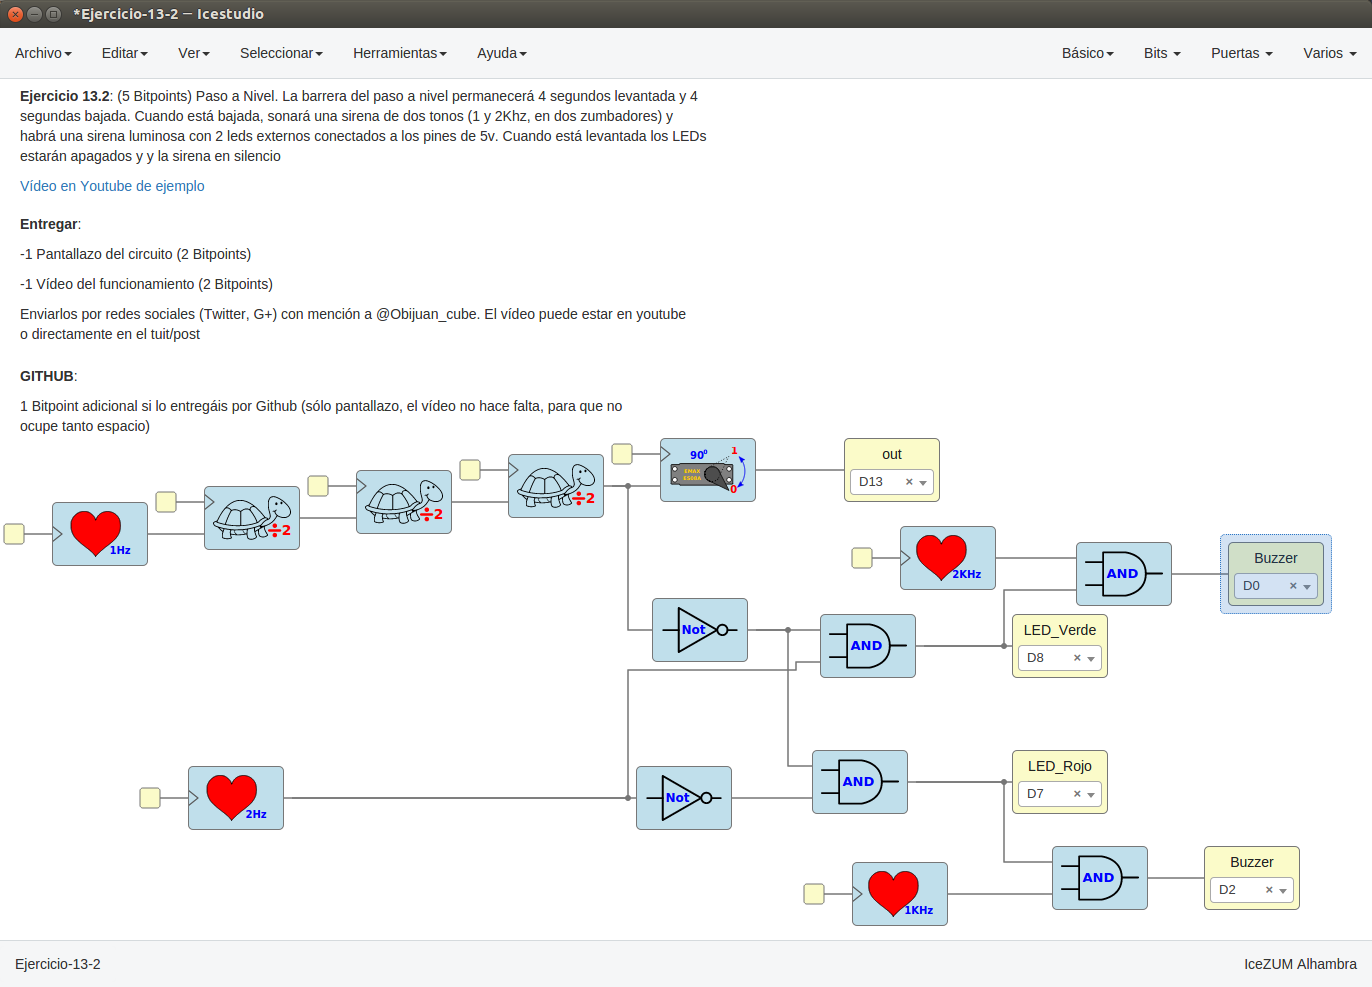 *Ejercicio-13-2 — Icestudio
Archivo Editar Ver Seleccionar Herramientas Ayuda Básico Bits Puertas Varios
Ejercicio 13.2: (5 Bitpoints) Paso a Nivel. La barrera del paso a nivel permanecerá 4 segundos levantada y 4
segundas bajada. Cuando está bajada, sonará una sirena de dos tonos (1 y 2Khz, en dos zumbadores) y
habrá una sirena luminosa con 2 leds externos conectados a los pines de 5v. Cuando está levantada los LEDs
estarán apagados y y la sirena en silencio
Vídeo en Youtube de ejemplo
Entregar:
-1 Pantallazo del circuito (2 Bitpoints)
-1 Vídeo del funcionamiento (2 Bitpoints)
Enviarlos por redes sociales (Twitter, G+) con mención a @Obijuan_cube. El vídeo puede estar en youtube
o directamente en el tuit/post
GITHUB:
1 Bitpoint adicional si lo entregáis por Github (sólo pantallazo, el vídeo no hace falta, para que no
ocupe tanto espacio)
1Hz
÷2
÷2
÷2
90º
1
EMAX
ES08A
0
out
D13 ×
2KHz
AND
Buzzer
D0 ×
Not
AND
LED_Verde
D8 ×
2Hz
Not
AND
LED_Rojo
D7 ×
1KHz
AND
Buzzer
D2 ×
Ejercicio-13-2
IceZUM Alhambra